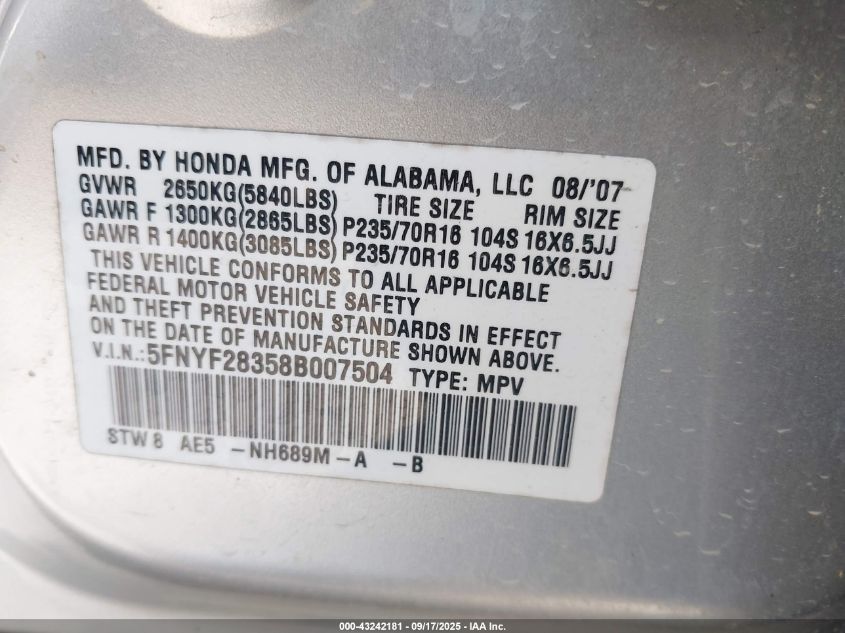 MFD. BY HONDA MFG. OF ALABAMA, LLC 08/'07
GVWR 2650KG(5840LBS) TIRE SIZE RIM SIZE
GAWR F 1300KG(2865LBS) P235/70R16 104S 16X6.5JJ
GAWR R 1400KG(3085LBS) P235/70R16 104S 16X6.5JJ
THIS VEHICLE CONFORMS TO ALL APPLICABLE
FEDERAL MOTOR VEHICLE SAFETY
AND THEFT PREVENTION STANDARDS IN EFFECT
ON THE DATE OF MANUFACTURE SHOWN ABOVE.
V.I.N.: 5FNYF28358B007504 TYPE: MPV
STW 8 AE5 -NH689M-A -B
000-43242181 - 09/17/2025 - IAA Inc.